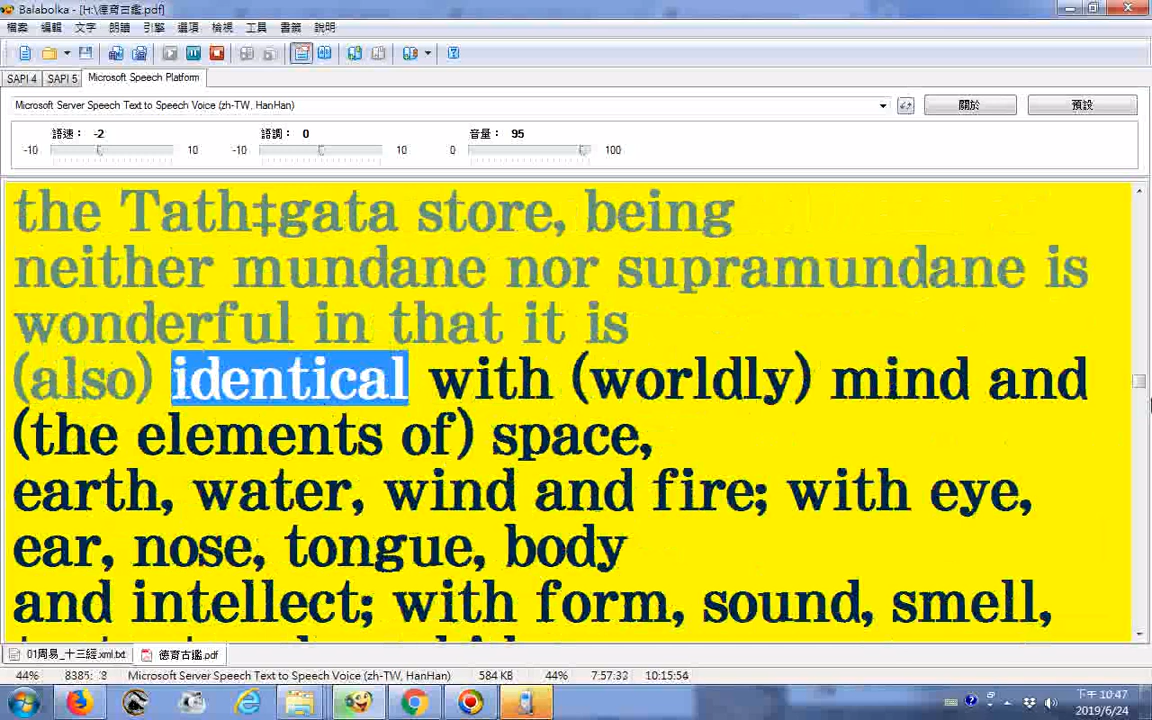 Balabolka - [H:\德育古鑑.pdf]
檔案 編輯 文字 朗讀 引擎 選項 檢視 工具 書籤 說明
SAPI 4 SAPI 5 Microsoft Speech Platform
Microsoft Server Speech Text to Speech Voice (zh-TW, HanHan) 關於 預設
語速： -2 語調： 0 音量： 95
-10 10 -10 10 0 100
the Tath‡gata store, being
neither mundane nor supramundane is
wonderful in that it is
(also) identical with (worldly) mind and
(the elements of) space,
earth, water, wind and fire; with eye,
ear, nose, tongue, body
and intellect; with form, sound, smell,
01周易_十三經.xml.txt 德育古鑑.pdf
44% Microsoft Server Speech Text to Speech Voice (zh-TW, HanHan) 584 KB 44% 7:57:33 10:15:54
下午 10:47
2019/6/24